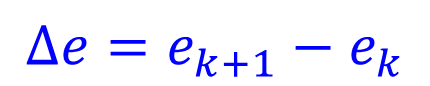 Δe = e_{k+1} − e_k